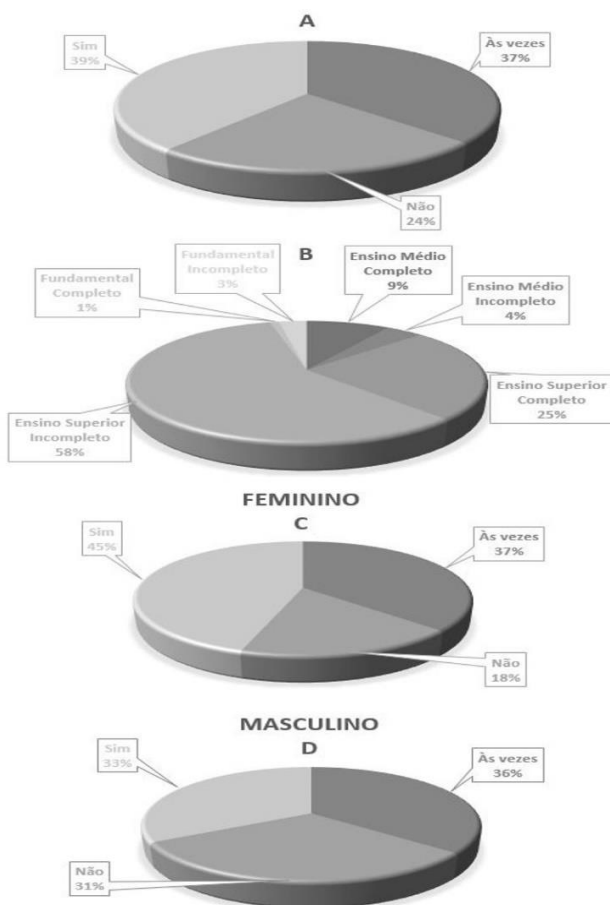 A
Sim
39%
Às vezes
37%
Não
24%
B
Fundamental
Incompleto
3%
Ensino Médio
Completo
9%
Fundamental
Completo
1%
Ensino Médio
Incompleto
4%
Ensino Superior
Incompleto
58%
Ensino Superior
Completo
25%
FEMININO
C
Sim
45%
Às vezes
37%
Não
18%
MASCULINO
D
Sim
33%
Às vezes
36%
Não
31%